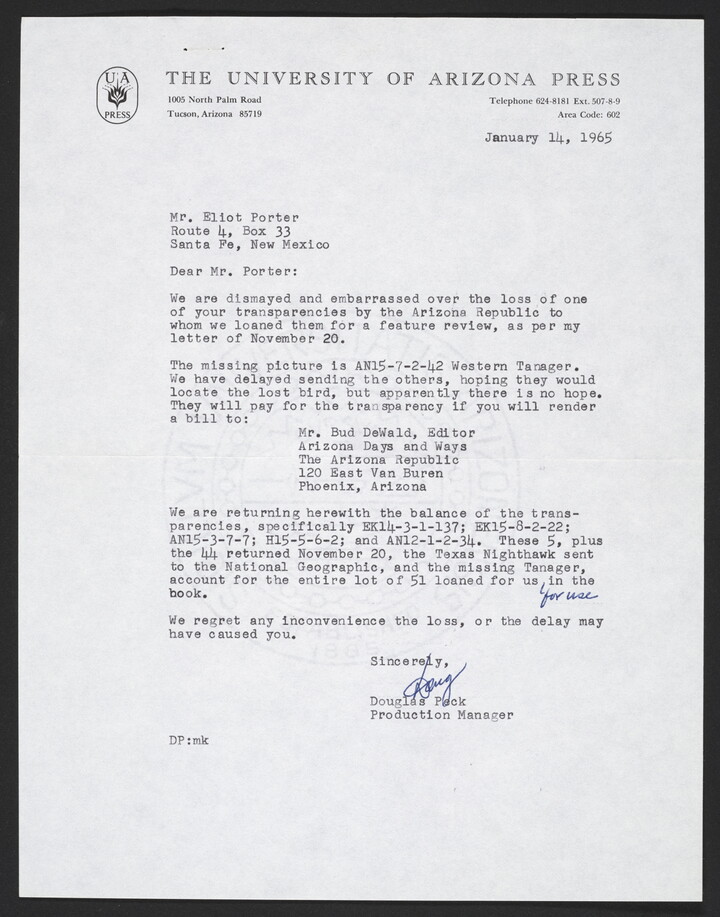 UA
PRESS
THE UNIVERSITY OF ARIZONA PRESS
1005 North Palm Road
Tucson, Arizona 85719
Telephone 624-8181 Ext. 507-8-9
Area Code: 602
January 14, 1965
Mr. Eliot Porter
Route 4, Box 33
Santa Fe, New Mexico
Dear Mr. Porter:
We are dismayed and embarrassed over the loss of one
of your transparencies by the Arizona Republic to
whom we loaned them for a feature review, as per my
letter of November 20.
The missing picture is AN15-7-2-42 Western Tanager.
We have delayed sending the others, hoping they would
locate the lost bird, but apparently there is no hope.
They will pay for the transparency if you will render
a bill to:
Mr. Bud DeWald, Editor
Arizona Days and Ways
The Arizona Republic
120 East Van Buren
Phoenix, Arizona
We are returning herewith the balance of the trans-
parencies, specifically EK14-3-1-137; EK15-8-2-22;
AN15-3-7-7; H15-5-6-2; and AN12-1-2-34. These 5, plus
the 44 returned November 20, the Texas Nighthawk sent
to the National Geographic, and the missing Tanager,
account for the entire lot of 51 loaned for us, in the
book.
for use
We regret any inconvenience the loss, or the delay may
have caused you.
Sincerely,
Doug
Douglas Peck
Production Manager
DP:mk